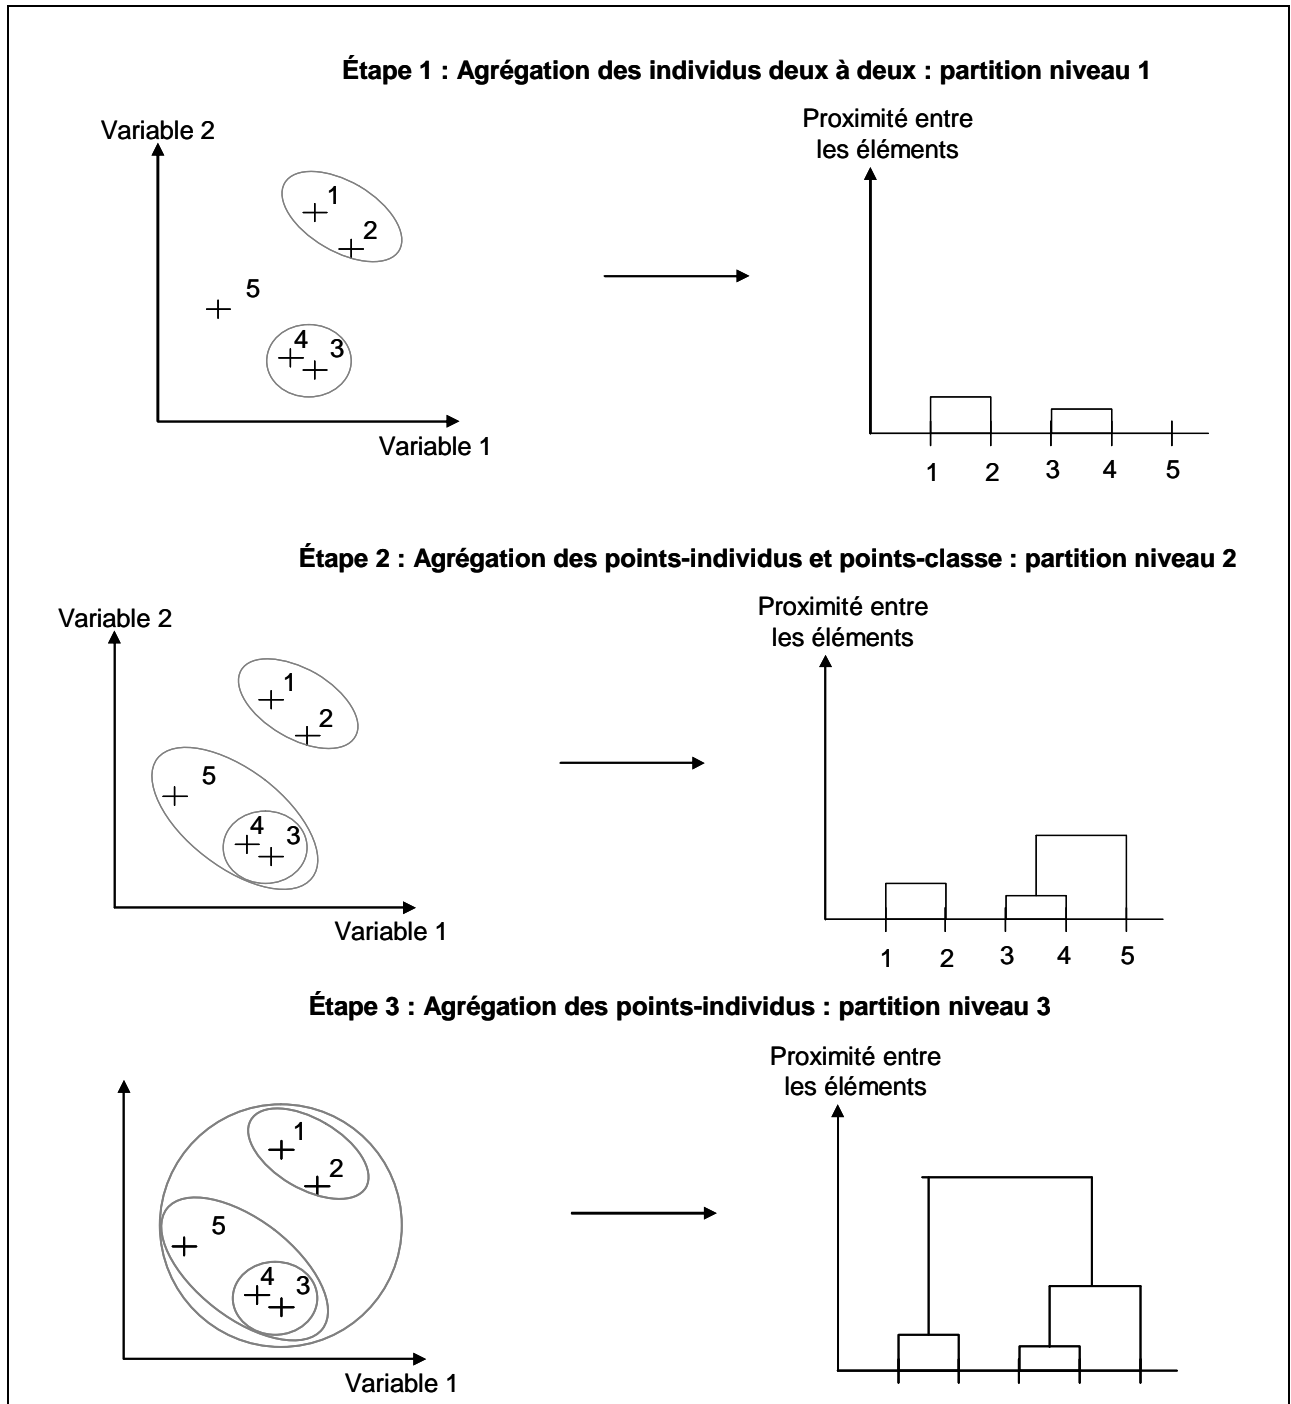 Étape 1 : Agrégation des individus deux à deux : partition niveau 1
Proximité entre
les éléments
Variable 2
1
2
5
4
3
Variable 1
1
2
3
4
5
Étape 2 : Agrégation des points-individus et points-classe : partition niveau 2
Proximité entre
les éléments
Variable 2
1
2
5
4
3
Variable 1
1
2
3
4
5
Étape 3 : Agrégation des points-individus : partition niveau 3
Proximité entre
les éléments
1
2
5
4
3
Variable 1